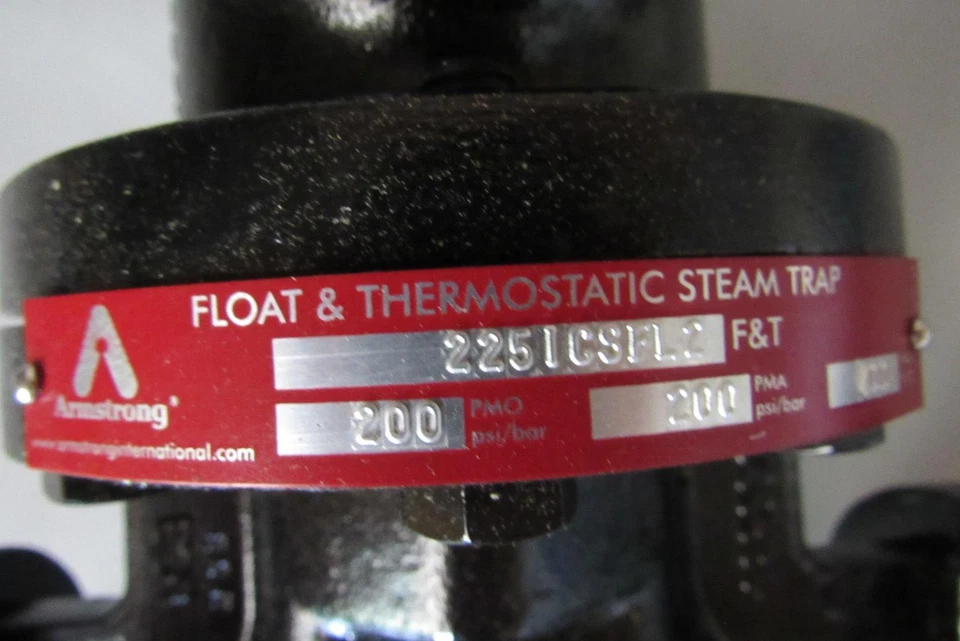 FLOAT & THERMOSTATIC STEAM TRAP
F&T
200 PMO psi/bar
200 PMA psi/bar
Armstrong®
www.armstronginternational.com